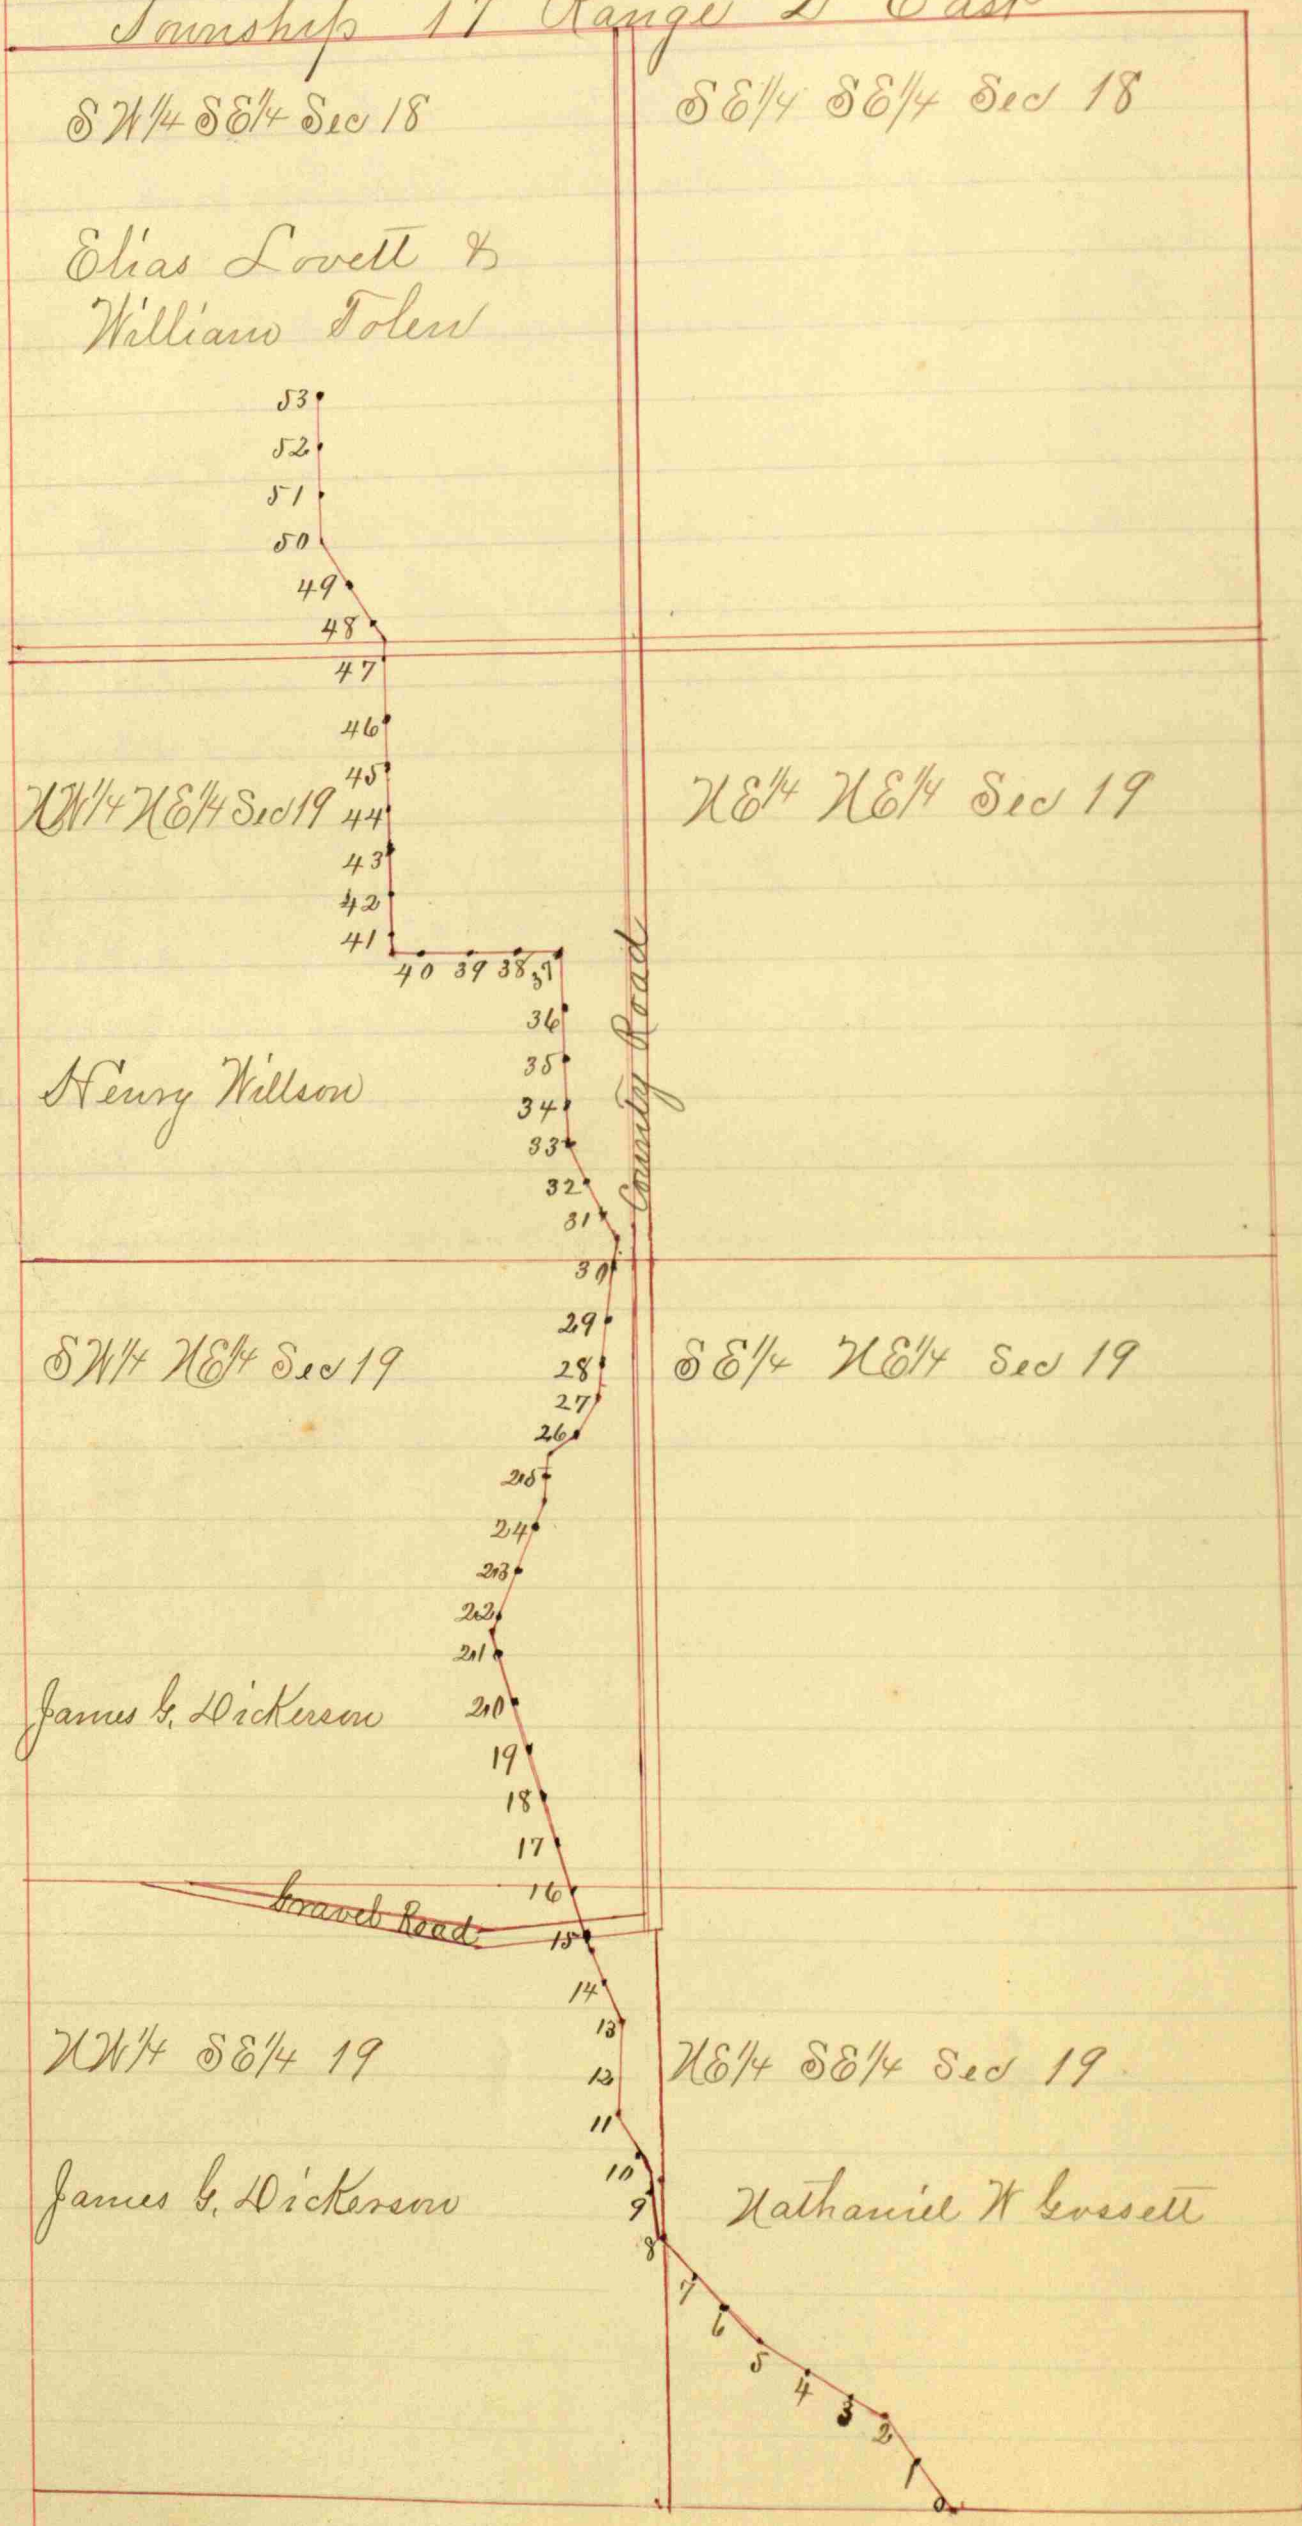 Township 17 Range 2 East
SW1/4 SE1/4 Sec 18
SE1/4 SE1/4 Sec 18
Elias Lovett &
William Tolen
53
52
51
50
49
48
47
46
45
NW1/4 NE1/4 Sec 19
44
NE1/4 NE1/4 Sec 19
43
42
41
40 39 38 37
36
County Road
35
Henry Willson
34
33
32
31
30
29
SW1/4 NE1/4 Sec 19
28
SE1/4 NE1/4 Sec 19
27
26
25
24
23
22
21
James G. Dickerson
20
19
18
17
16
Gravel Road
15
14
13
NW1/4 SE1/4 19
NE1/4 SE1/4 Sec 19
12
11
10
James G. Dickerson
9
Nathaniel W Gossett
8
7
6
5
4
3
2
1
0